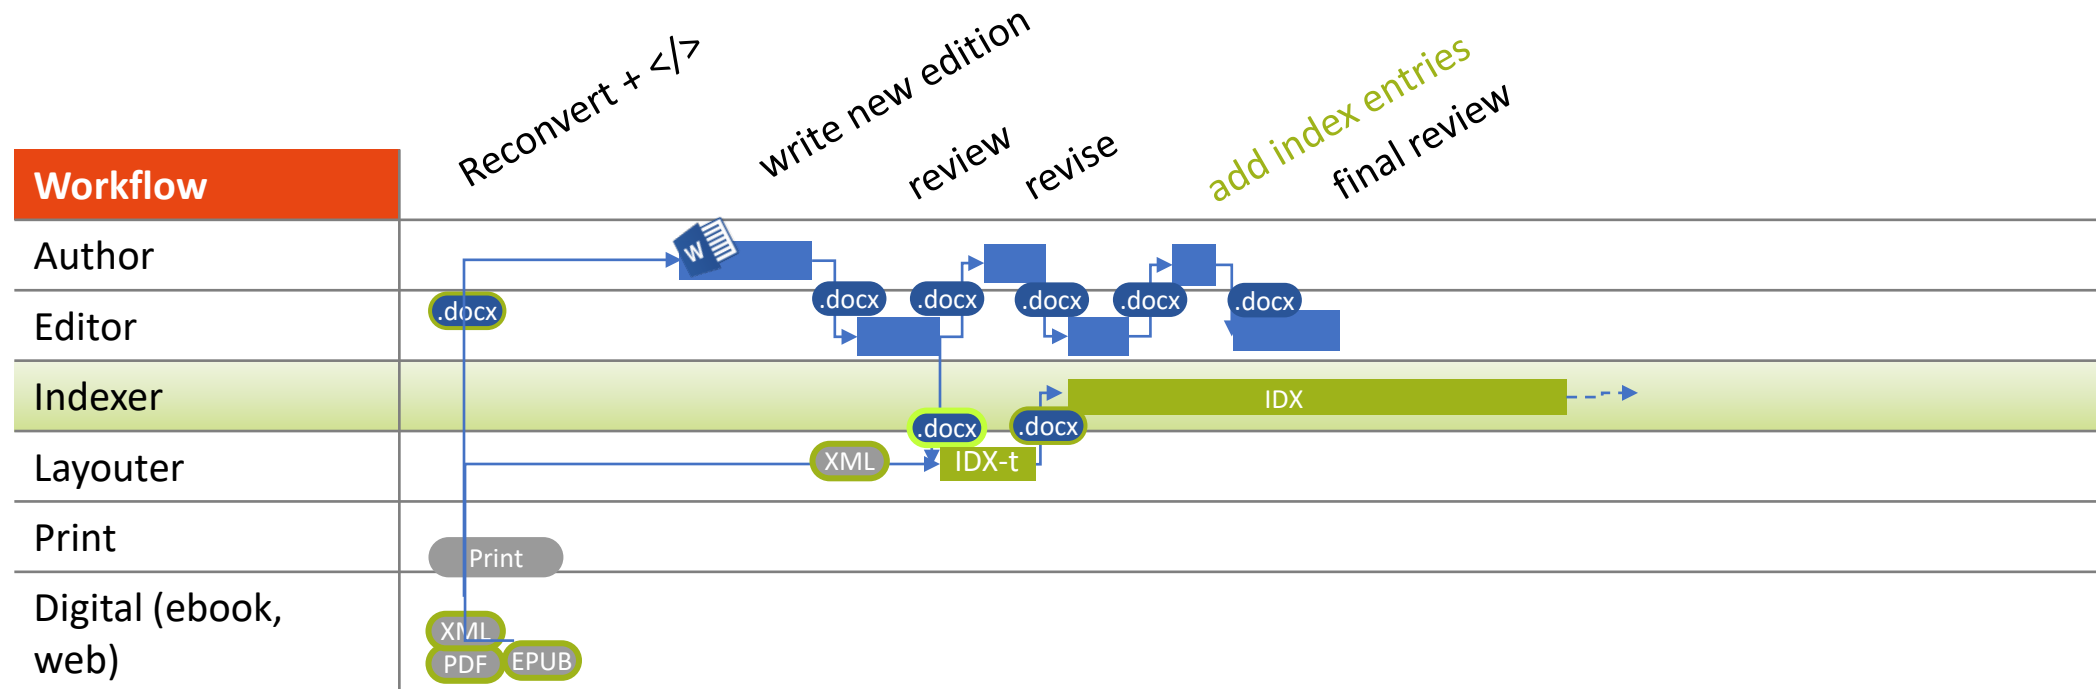 Reconvert + </>
write new edition
review
revise
add index entries
final review
Workflow
Author
W
.docx
.docx
.docx
.docx
.docx
.docx
Editor
Indexer
IDX
.docx
.docx
Layouter
XML
IDX-t
Print
Print
Digital (ebook,
web)
XML
PDF
EPUB